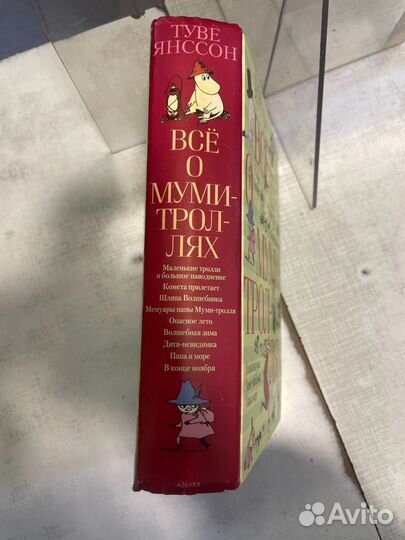 ТУВЕ
ЯНССОН
ВСЁ
О
МУМИ-
ТРОЛ-
ЛЯХ
Маленькие тролли
и большое наводнение
Комета прилетает
Шляпа Волшебника
Мемуары папы Муми-тролля
Опасное лето
Волшебная зима
Дитя-невидимка
Папа и море
В конце ноября
АЗБУКА
Avito